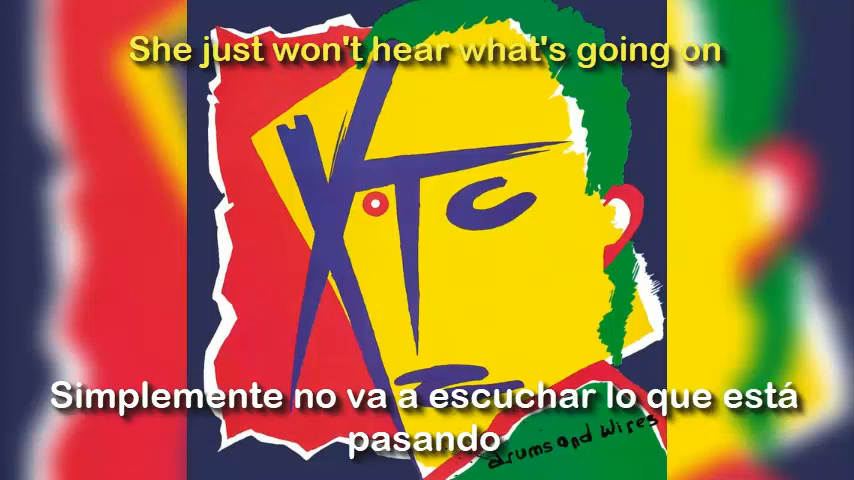 She just won't hear what's going on
XTC
Simplemente no va a escuchar lo que está
pasando
drums and wires